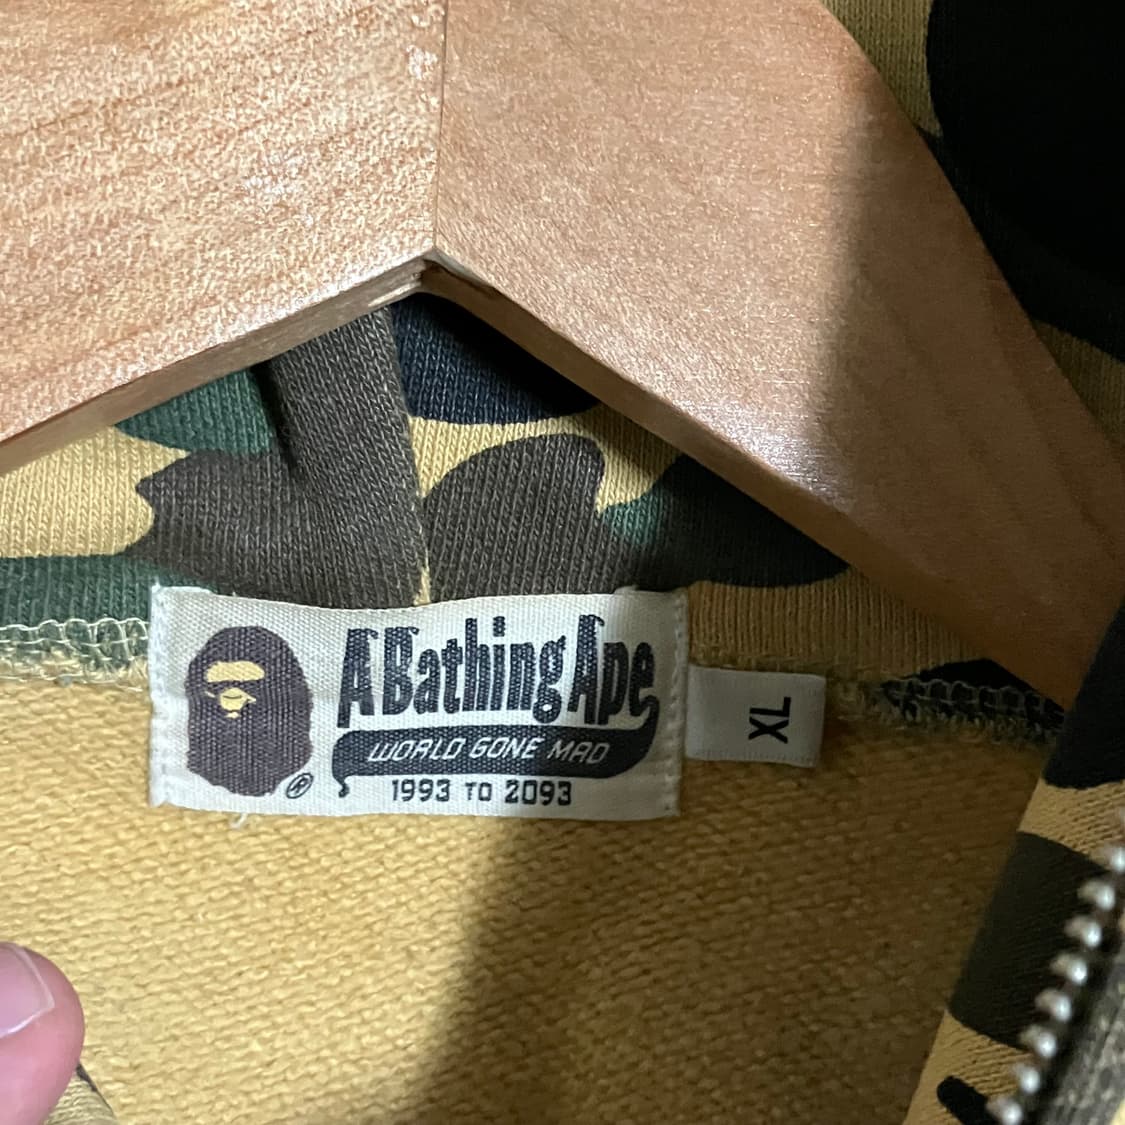 A Bathing Ape
WORLD GONE MAD
1993 TO 2093
®
XL